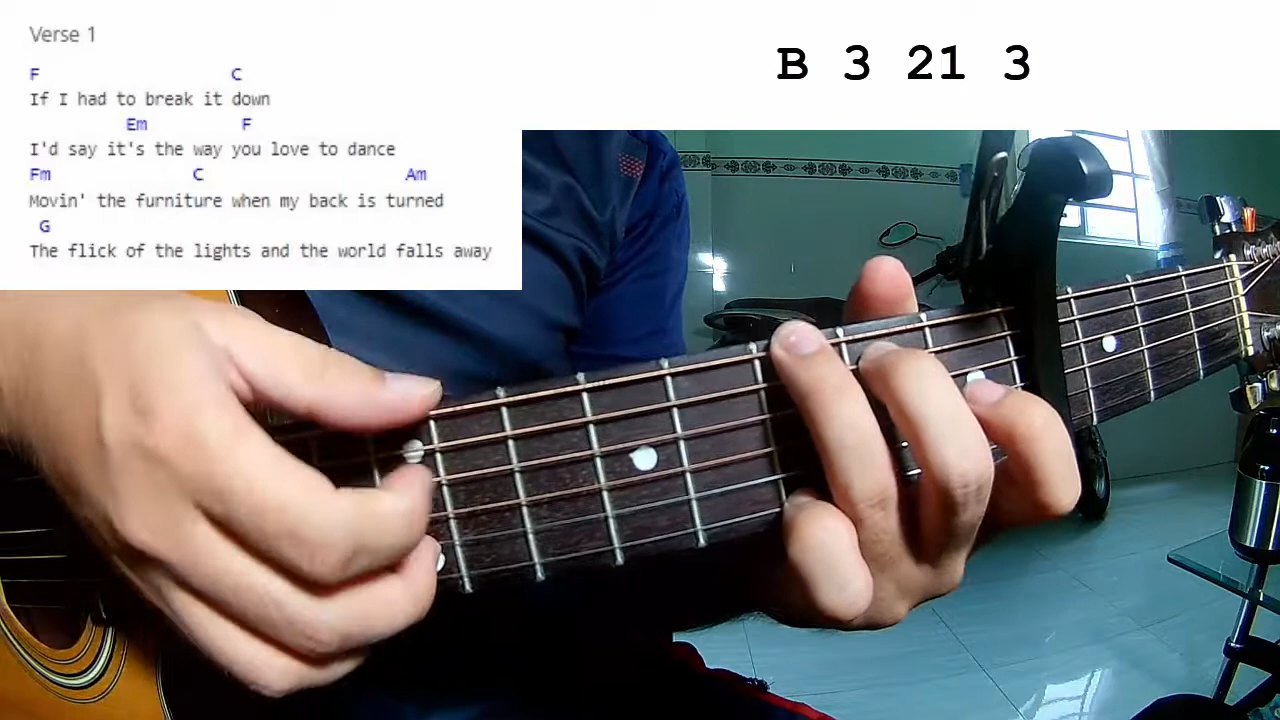 Verse 1
F C
If I had to break it down
Em F
I'd say it's the way you love to dance
Fm C Am
Movin' the furniture when my back is turned
G
The flick of the lights and the world falls away
B 3 21 3